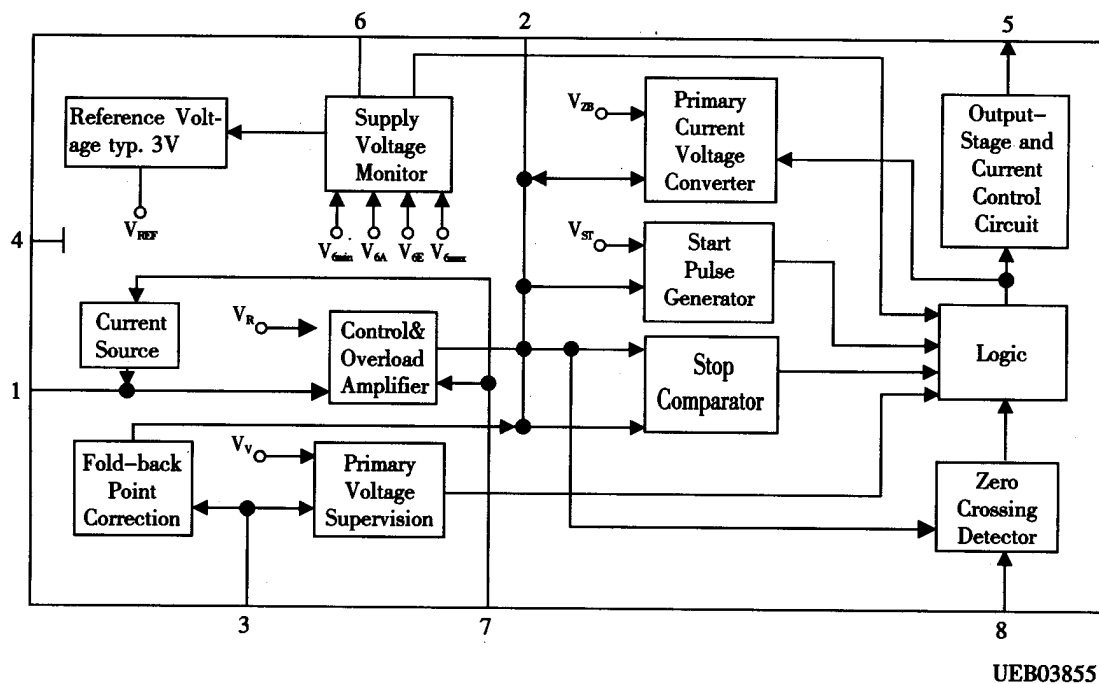 6
2
5
Reference Volt-
age typ. 3V
Supply
Voltage
Monitor
V_ZB
Primary
Current
Voltage
Converter
Output-
Stage and
Current
Control
Circuit
V_REF
V_6min V_6A V_6E V_6max
4
V_ST
Start
Pulse
Generator
Current
Source
V_R
Control&
Overload
Amplifier
Stop
Comparator
Logic
1
Fold-back
Point
Correction
V_V
Primary
Voltage
Supervision
Zero
Crossing
Detector
3
7
8
UEB03855